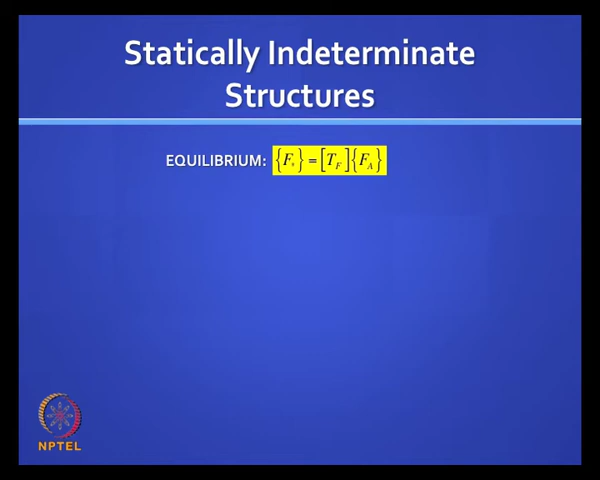 Statically Indeterminate
Structures
EQUILIBRIUM: {F*} = [T_F]{F_A}
NPTEL